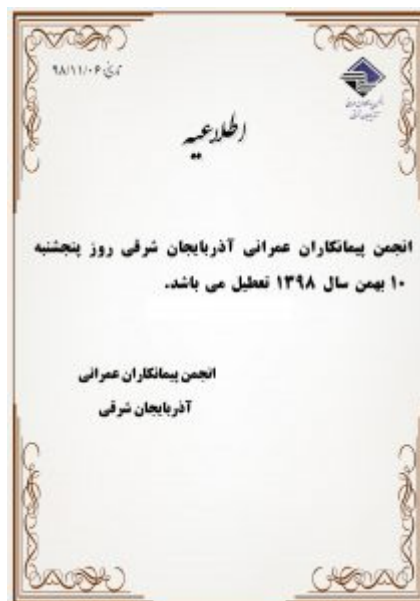 تاریخ: ۹۸/۱۱/۰۶
اطلاعیه
انجمن پیمانکاران عمرانی آذربایجان شرقی روز پنجشنبه
۱۰ بهمن سال ۱۳۹۸ تعطیل می باشد.
انجمن پیمانکاران عمرانی
آذربایجان شرقی